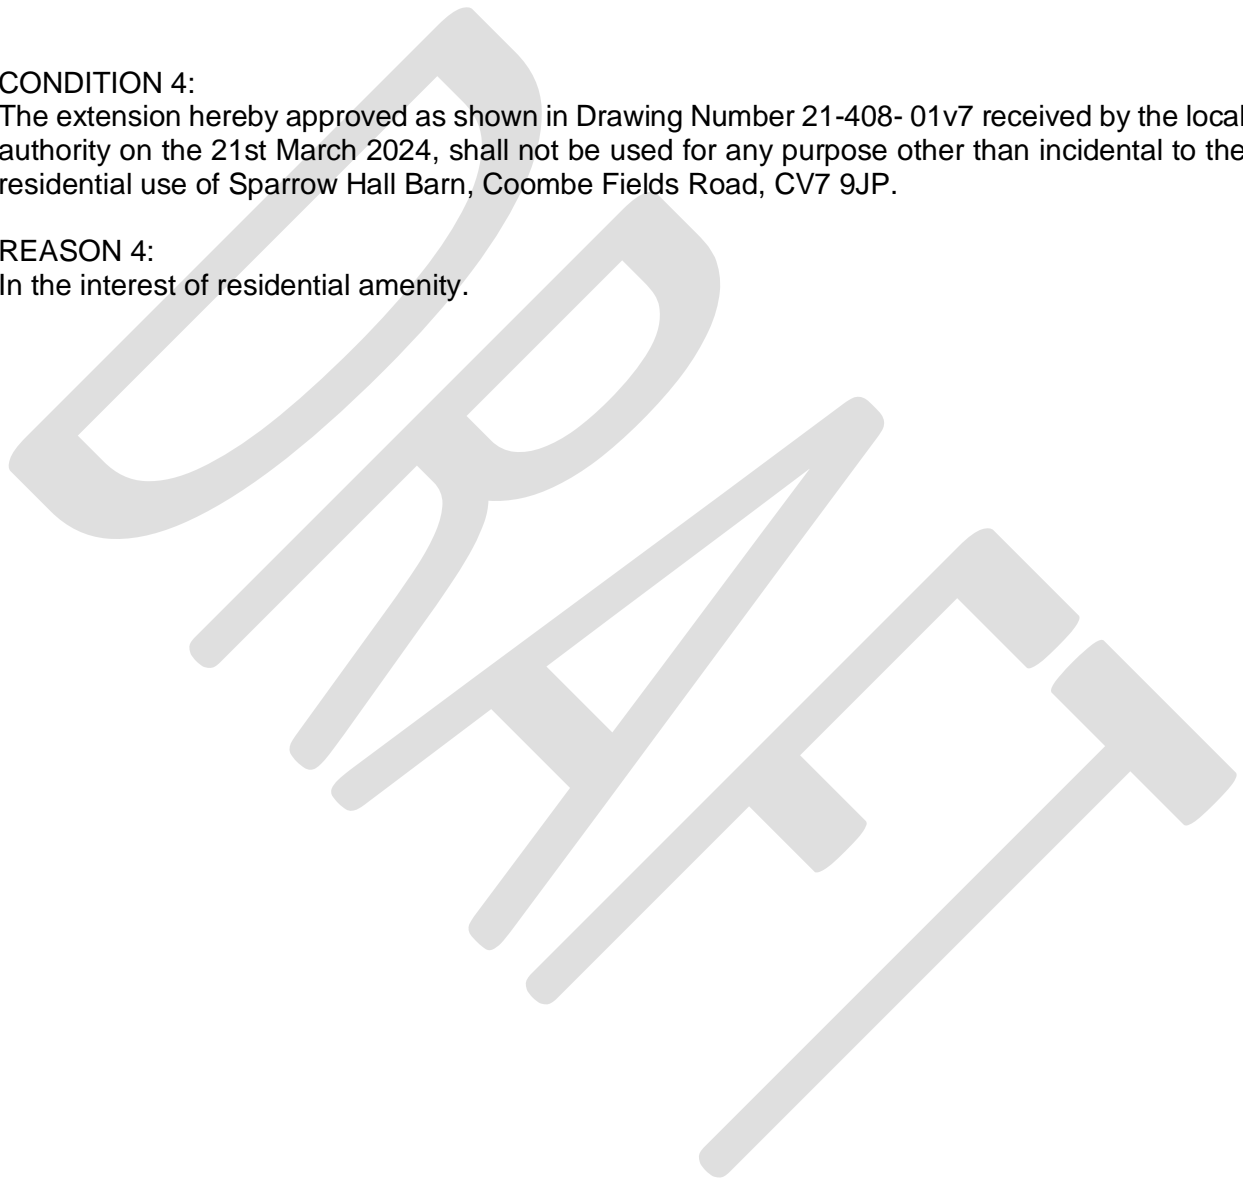 CONDITION 4:
The extension hereby approved as shown in Drawing Number 21-408- 01v7 received by the local
authority on the 21st March 2024, shall not be used for any purpose other than incidental to the
residential use of Sparrow Hall Barn, Coombe Fields Road, CV7 9JP.
REASON 4:
In the interest of residential amenity.
DRAFT